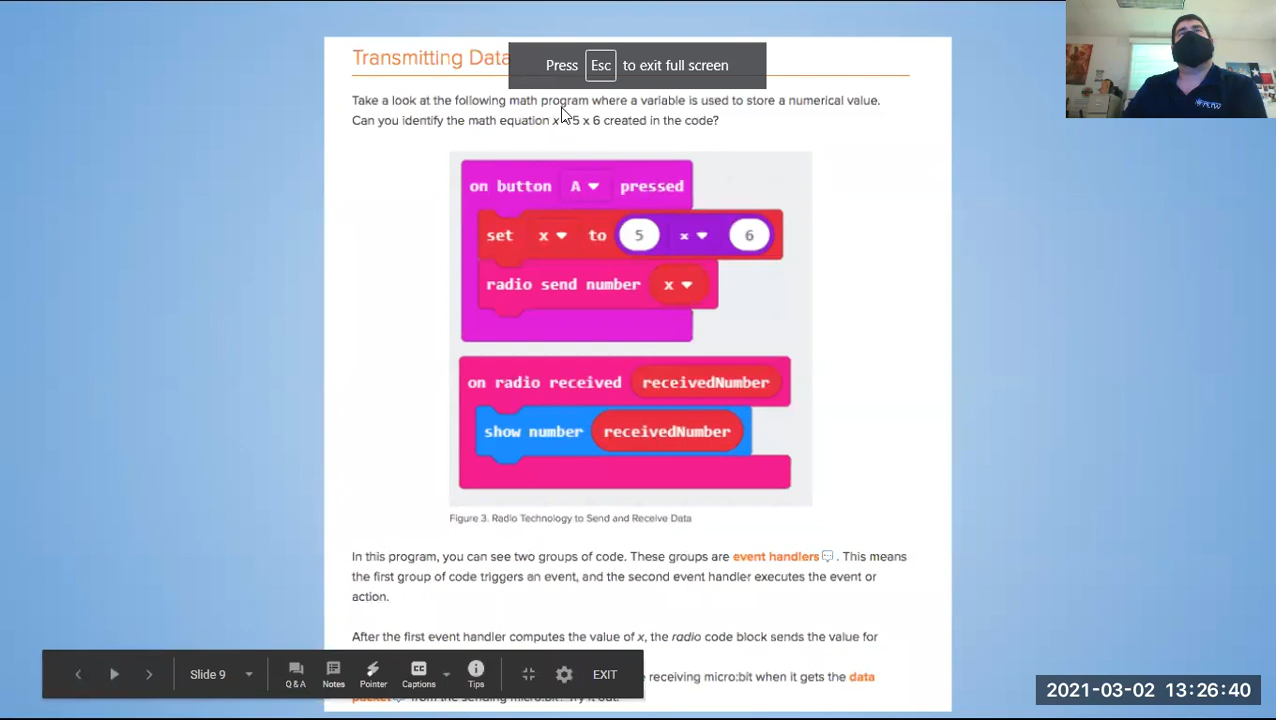 Transmitting Data
Press Esc to exit full screen
Take a look at the following math program where a variable is used to store a numerical value.
Can you identify the math equation x 5 x 6 created in the code?
on button A pressed
set x to 5 x 6
radio send number x
on radio received receivedNumber
show number receivedNumber
Figure 3. Radio Technology to Send and Receive Data
In this program, you can see two groups of code. These groups are event handlers. This means
the first group of code triggers an event, and the second event handler executes the event or
action.
After the first event handler computes the value of x, the radio code block sends the value for
receiving micro:bit when it gets the data
Slide 9
Q & A
Notes
Pointer
Captions
Tips
EXIT
2021-03-02 13:26:40